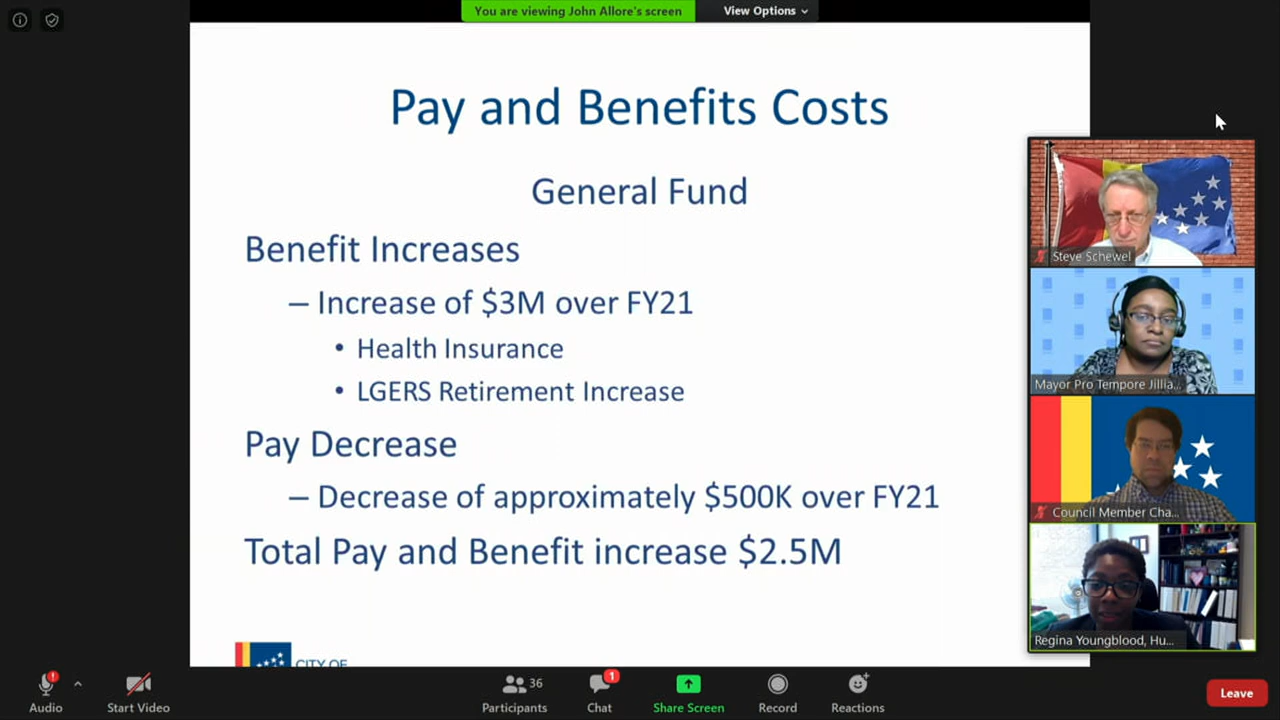 You are viewing John Allore's screen
View Options
Pay and Benefits Costs
General Fund
Benefit Increases
– Increase of $3M over FY21
• Health Insurance
• LGERS Retirement Increase
Pay Decrease
– Decrease of approximately $500K over FY21
Total Pay and Benefit increase $2.5M
CITY OF
Steve Schewel
Mayor Pro Tempore Jillia...
Council Member Cha...
Regina Youngblood, Hu...
Audio
Start Video
36
Participants
1
Chat
Share Screen
Record
Reactions
Leave